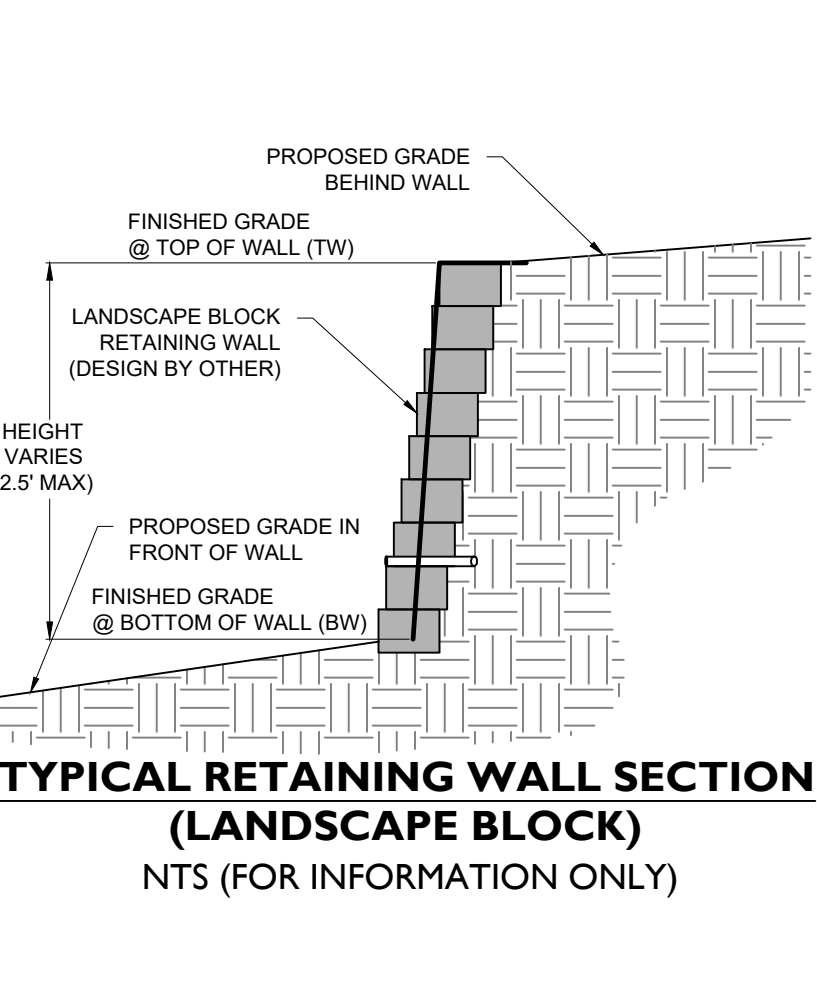 PROPOSED GRADE
BEHIND WALL
FINISHED GRADE
@ TOP OF WALL (TW)
LANDSCAPE BLOCK
RETAINING WALL
(DESIGN BY OTHER)
HEIGHT
VARIES
2.5' MAX)
PROPOSED GRADE IN
FRONT OF WALL
FINISHED GRADE
@ BOTTOM OF WALL (BW)
TYPICAL RETAINING WALL SECTION
(LANDSCAPE BLOCK)
NTS (FOR INFORMATION ONLY)